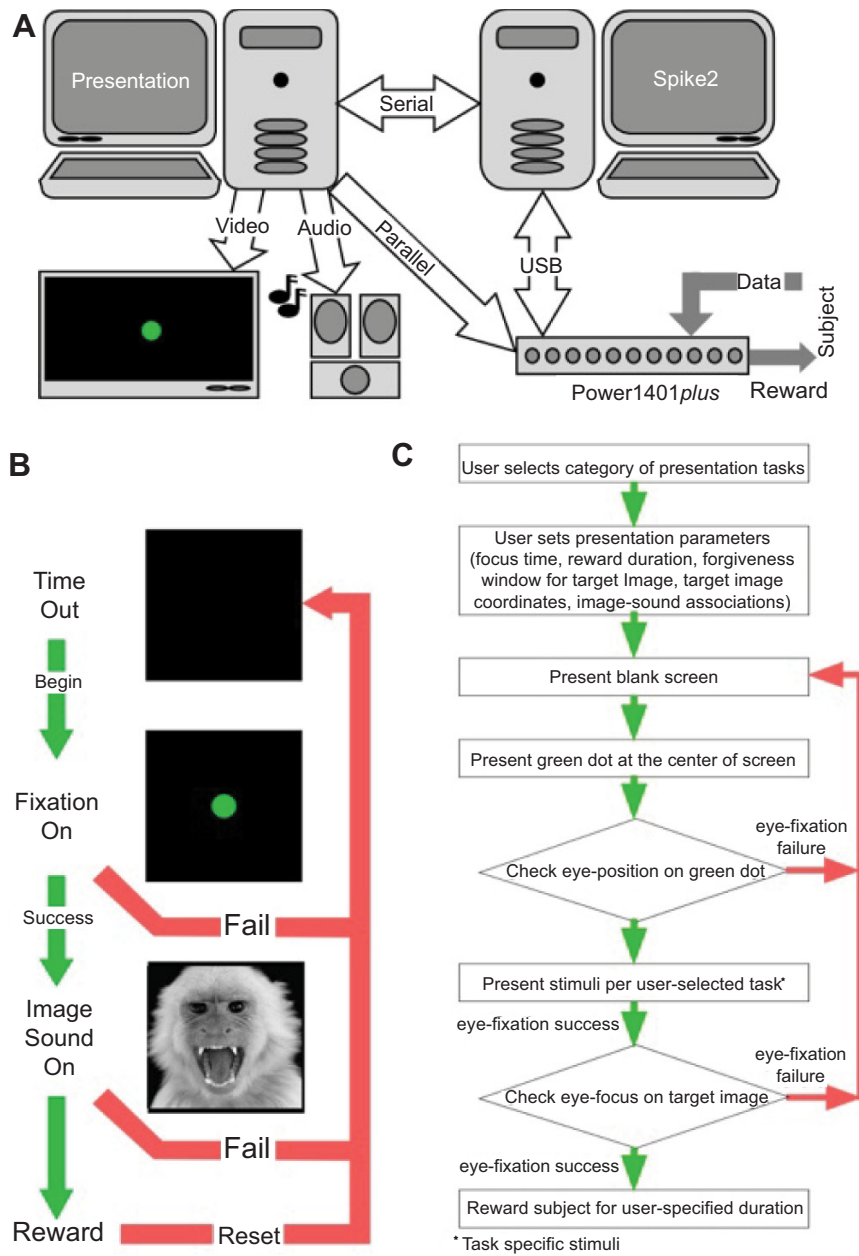 A
Presentation
Serial
Spike2
Video
Audio
Parallel
USB
Data
Subject
Power1401plus
Reward
B
Time
Out
Begin
Fixation
On
Success
Fail
Image
Sound
On
Fail
Reward
Reset
C
User selects category of presentation tasks
User sets presentation parameters
(focus time, reward duration, forgiveness
window for target Image, target image
coordinates, image-sound associations)
Present blank screen
Present green dot at the center of screen
eye-fixation
failure
Check eye-position on green dot
Present stimuli per user-selected task*
eye-fixation success
eye-fixation
failure
Check eye-focus on target image
eye-fixation success
Reward subject for user-specified duration
* Task specific stimuli